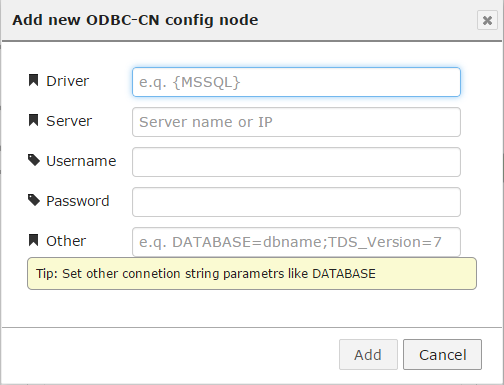 Add new ODBC-CN config node
Driver
e.q. {MSSQL}
Server
Server name or IP
Username
Password
Other
e.q. DATABASE=dbname;TDS_Version=7
Tip: Set other connetion string parametrs like DATABASE
Add
Cancel